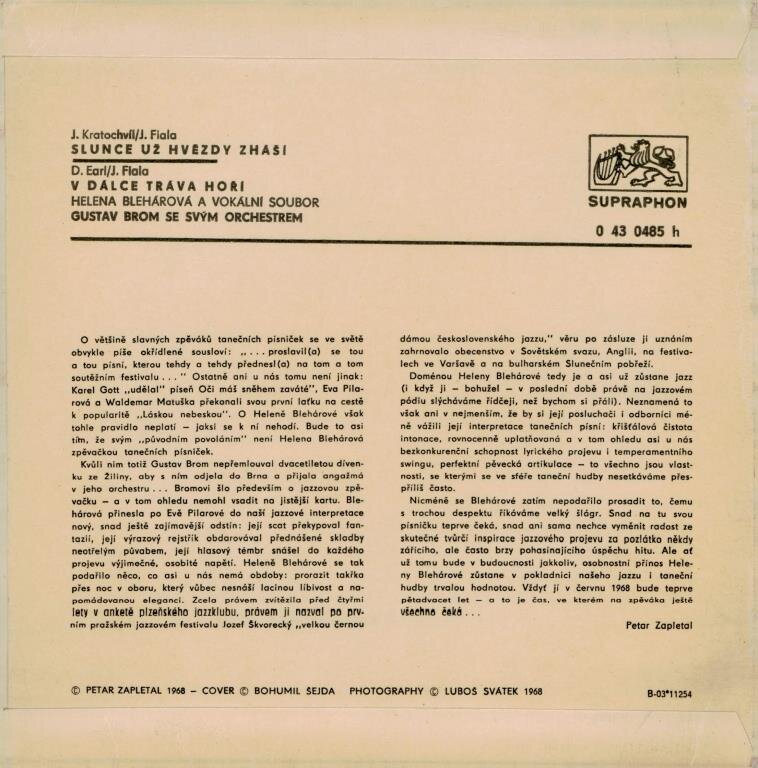 J. Kratochvíl/J. Fiala
SLUNCE UŽ HVĚZDY ZHÁŠÍ
D. Earl/J. Fiala
V DÁLCE TRÁVA HOŘÍ
HELENA BLEHÁROVÁ A VOKÁLNÍ SOUBOR
GUSTAV BROM SE SVÝM ORCHESTREM
SUPRAPHON
0 43 0485 h
O většině slavných zpěváků tanečních písniček se ve světě
obvykle píše okřídlené sousloví: „... proslavil(a) se tou
a tou písní, kterou tehdy a tehdy přednesl(a) na tom a tom
soutěžním festivalu ..." Ostatně ani u nás tomu není jinak:
Karel Gott „udělal" píseň Oči máš sněhem zaváté", Eva Pila-
rová a Waldemar Matuška překonali svou první laťku na cestě
k popularitě „Láskou nebeskou". O Heleně Blehárové však
tohle pravidlo neplatí – jaksi se k ní nehodí. Bude to asi
tím, že svým „původním povoláním" není Helena Blehárová
zpěvačkou tanečních písniček.
Kvůli nim totiž Gustav Brom nepřemlouval dvacetiletou díven-
ku ze Žiliny, aby s ním odjela do Brna a přijala angažmá
v jeho orchestru ... Bromovi šlo především o jazzovou zpě-
vačku – a v tom ohledu nemohl vsadit na jistější kartu. Ble-
hárová přinesla po Evě Pilarové do naší jazzové interpretace
nový, snad ještě zajímavější odstín: její scat překypoval fan-
tazií, její výrazový rejstřík obdarovával přednášené skladby
neotřelým půvabem, její hlasový témbr snášel do každého
projevu výjimečné, osobité napětí. Heleně Blehárové se tak
podařilo něco, co asi u nás nemá obdoby: prorazit takřka
přes noc v oboru, který vůbec nesnáší lacinou líbivost a na-
pomádovanou eleganci. Zcela právem zvítězila před čtyřmi
lety v anketě plzeňského jazzklubu, právem ji nazval po prv-
ním pražském jazzovém festivalu Jozef Škvorecký „velkou černou
dámou československého jazzu," věru po zásluze jí uznáním
zahrnovalo obecenstvo v Sovětském svazu, Anglii, na festiva-
lech ve Varšavě a na bulharském Slunečním pobřeží.
Doménou Heleny Blehárové tedy je a asi už zůstane jazz
(i když ji – bohužel – v poslední době právě na jazzovém
pódiu slýcháváme řidčeji, než bychom si přáli). Neznamená to
však ani v nejmenším, že by si její posluchači i odborníci mé-
ně vážili její interpretace tanečních písní: křišťálová čistota
intonace, rovnocenně uplatňovaná a v tom ohledu asi u nás
bezkonkurenční schopnost lyrického projevu i temperamentního
swingu, perfektní pěvecká artikulace – to všechno jsou vlast-
nosti, se kterými se ve sféře taneční hudby nesetkáváme přes-
příliš často.
Nicméně se Blehárové zatím nepodařilo prosadit to, čemu
s trochou despektu říkáváme velký šlágr. Snad na tu svou
písničku teprve čeká, snad ani sama nechce vyměnit radost ze
skutečné tvůrčí inspirace jazzového projevu za pozlátko někdy
zářícího, ale často brzy pohasínajícího úspěchu hitu. Ale ať
už tomu bude v budoucnosti jakkoliv, osobností přínos Hele-
ny Blehárové zůstane v pokladnici našeho jazzu i taneční
hudby trvalou hodnotou. Vždyť jí v červnu 1968 bude teprve
pětadvacet let – a to je čas, ve kterém na zpěváka ještě
všechno čeká ...
Petar Zapletal
© PETAR ZAPLETAL 1968 – COVER © BOHUMIL ŠEJDA PHOTOGRAPHY © LUBOŠ SVÁTEK 1968
B-03*11254